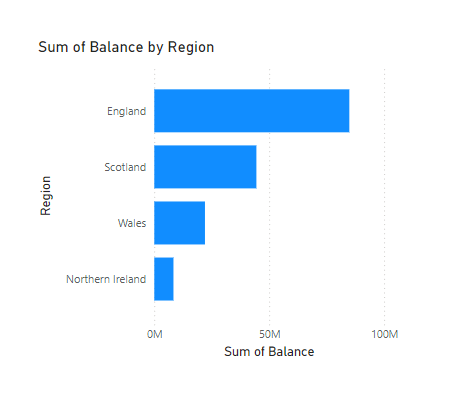 Sum of Balance by Region
Region
England
Scotland
Wales
Northern Ireland
0M 50M 100M
Sum of Balance